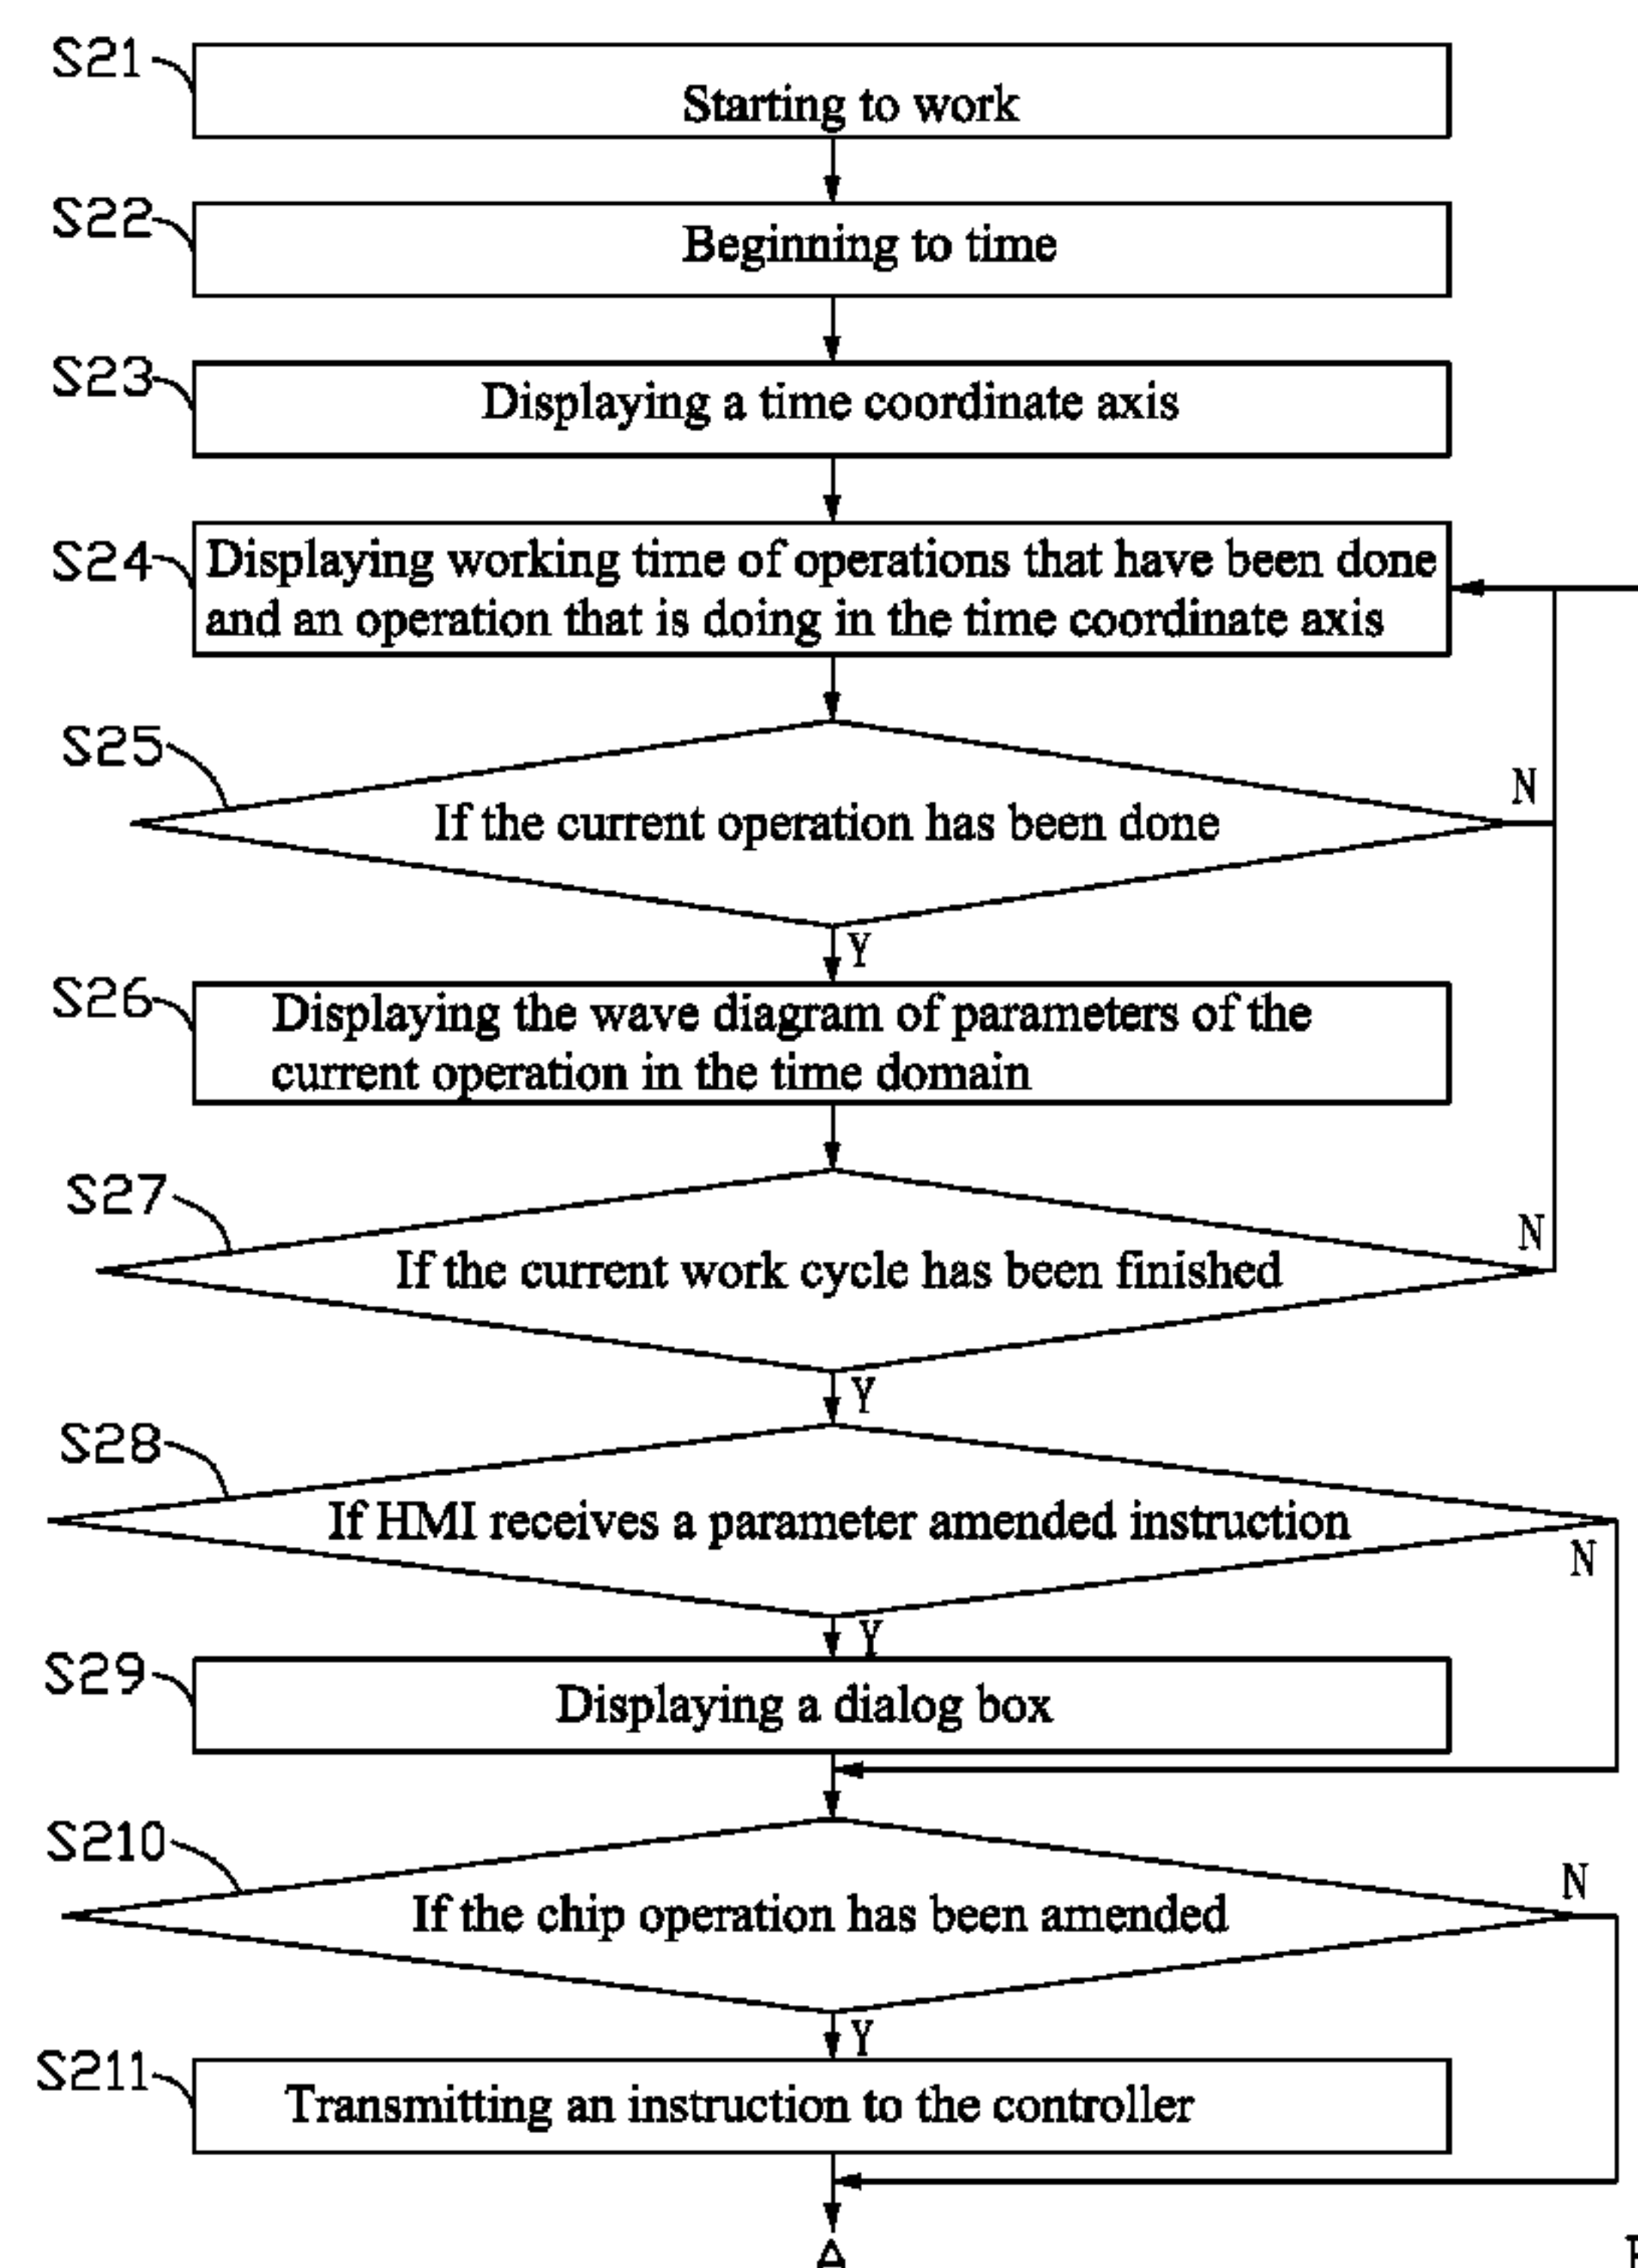 S21
Starting to work
S22
Beginning to time
S23
Displaying a time coordinate axis
S24
Displaying working time of operations that have been done
and an operation that is doing in the time coordinate axis
S25
If the current operation has been done
N
Y
S26
Displaying the wave diagram of parameters of the
current operation in the time domain
S27
If the current work cycle has been finished
N
Y
S28
If HMI receives a parameter amended instruction
N
Y
S29
Displaying a dialog box
S210
If the chip operation has been amended
N
Y
S211
Transmitting an instruction to the controller
A